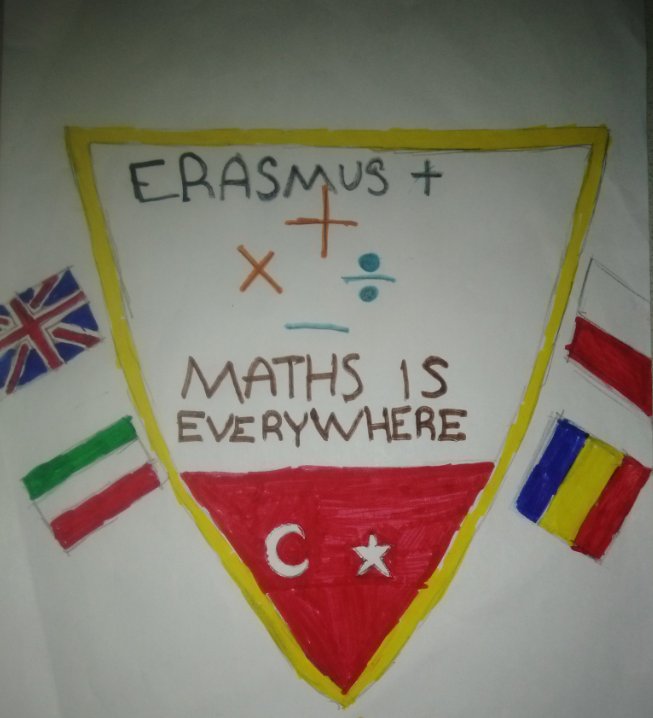 ERASMUS +
+
× ÷
−
MATHS IS
EVERYWHERE